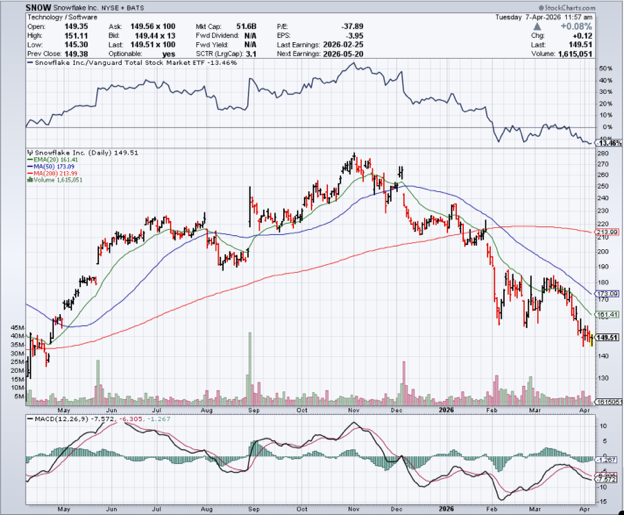 SNOW Snowflake Inc. NYSE + BATS © StockCharts.com
Technology / Software Tuesday 7-Apr-2026 11:57 am
Open: 149.35 Ask: 149.56 x 100 Mkt Cap: 51.6B P/E: -37.89 +0.08%
High: 151.11 Bid: 149.44 x 13 Fwd Dividend: N/A EPS: -3.95 Chg: +0.12
Low: 145.30 Last: 149.51 x 100 Fwd Yield: N/A Last Earnings: 2026-02-25 Last: 149.51
Prev Close: 149.38 Optionable: yes SCTR (LrgCap): 3.1 Next Earnings: 2026-05-20 Volume: 1,615,051
Snowflake Inc./Vanguard Total Stock Market ETF -13.46%
50%
40%
30%
20%
10%
0%
-13.46%
Snowflake Inc. (Daily) 149.51
EMA(20) 161.41
MA(50) 173.09
MA(200) 213.99
Volume 1,615,051
290
280
260
250
240
230
220
213.99
210
200
190
180
173.09
170
161.41
149.51
140
130
45M
40M
35M
30M
25M
20M
15M
10M
5M
1615051
May Jun Jul Aug Sep Oct Nov Dec 2026 Feb Mar Apr
MACD(12,26,9) -7.572, -6.305, -1.267
10
5
0
-1.267
-7.572
-10
-15
May Jun Jul Aug Sep Oct Nov Dec 2026 Feb Mar Apr